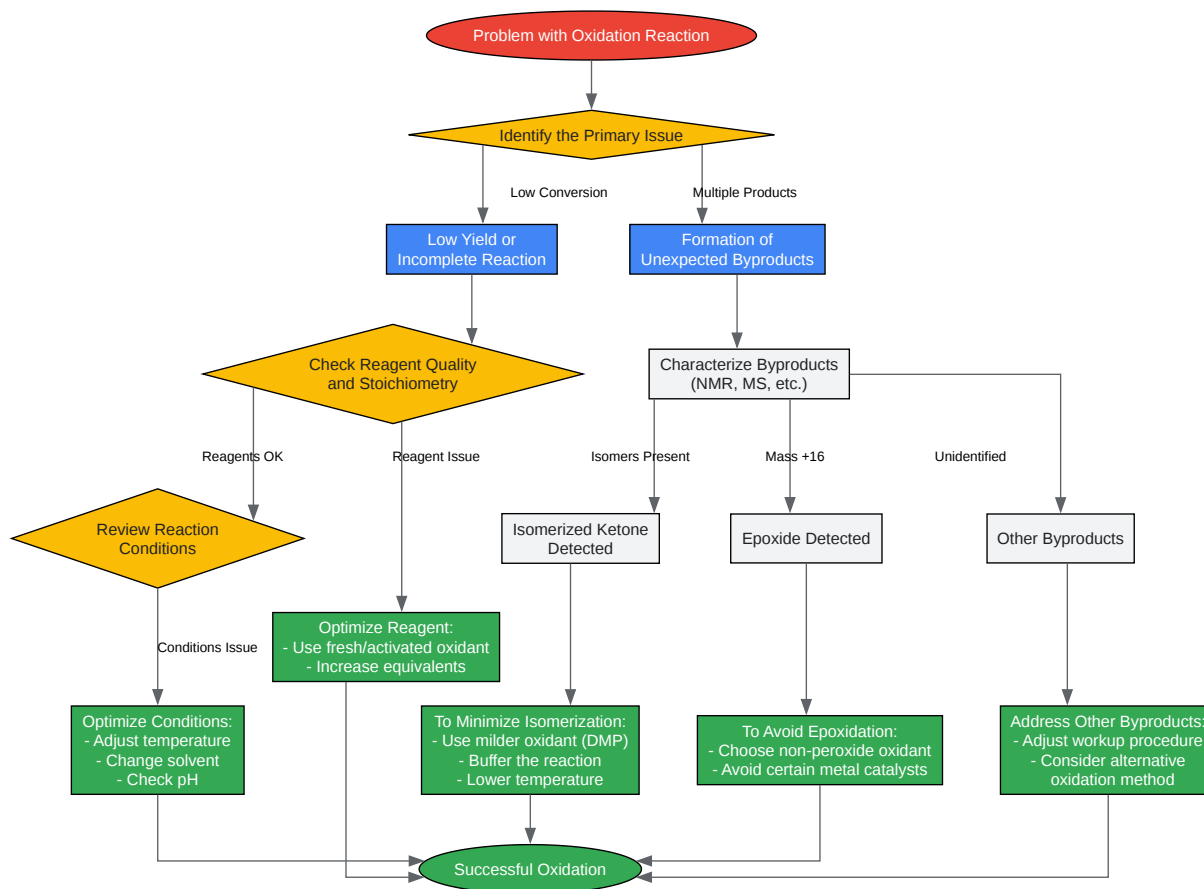 Problem with Oxidation Reaction
Identify the Primary Issue
Low Conversion
Multiple Products
Low Yield or
Incomplete Reaction
Formation of
Unexpected Byproducts
Check Reagent Quality
and Stoichiometry
Characterize Byproducts
(NMR, MS, etc.)
Reagents OK
Reagent Issue
Isomers Present
Mass +16
Unidentified
Review Reaction
Conditions
Isomerized Ketone
Detected
Epoxide Detected
Other Byproducts
Conditions Issue
Optimize Reagent:
- Use fresh/activated oxidant
- Increase equivalents
Optimize Conditions:
- Adjust temperature
- Change solvent
- Check pH
To Minimize Isomerization:
- Use milder oxidant (DMP)
- Buffer the reaction
- Lower temperature
To Avoid Epoxidation:
- Choose non-peroxide oxidant
- Avoid certain metal catalysts
Address Other Byproducts:
- Adjust workup procedure
- Consider alternative
oxidation method
Successful Oxidation